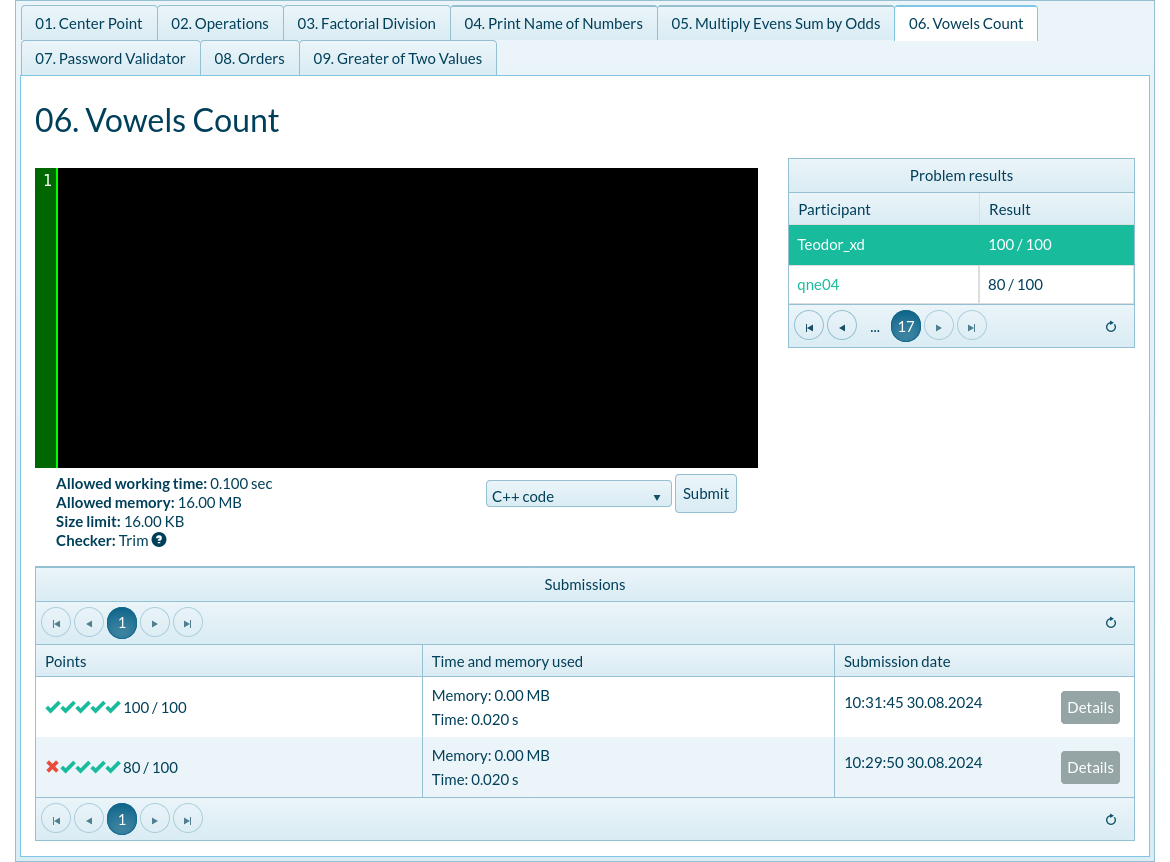 01. Center Point 02. Operations 03. Factorial Division 04. Print Name of Numbers 05. Multiply Evens Sum by Odds 06. Vowels Count
07. Password Validator 08. Orders 09. Greater of Two Values
06. Vowels Count
1
Problem results
Participant Result
Teodor_xd 100 / 100
qne04 80 / 100
... 17
Allowed working time: 0.100 sec
Allowed memory: 16.00 MB
Size limit: 16.00 KB
Checker: Trim ?
C++ code Submit
Submissions
1
Points Time and memory used Submission date
100 / 100 Memory: 0.00 MB 10:31:45 30.08.2024 Details
Time: 0.020 s
80 / 100 Memory: 0.00 MB 10:29:50 30.08.2024 Details
Time: 0.020 s
1